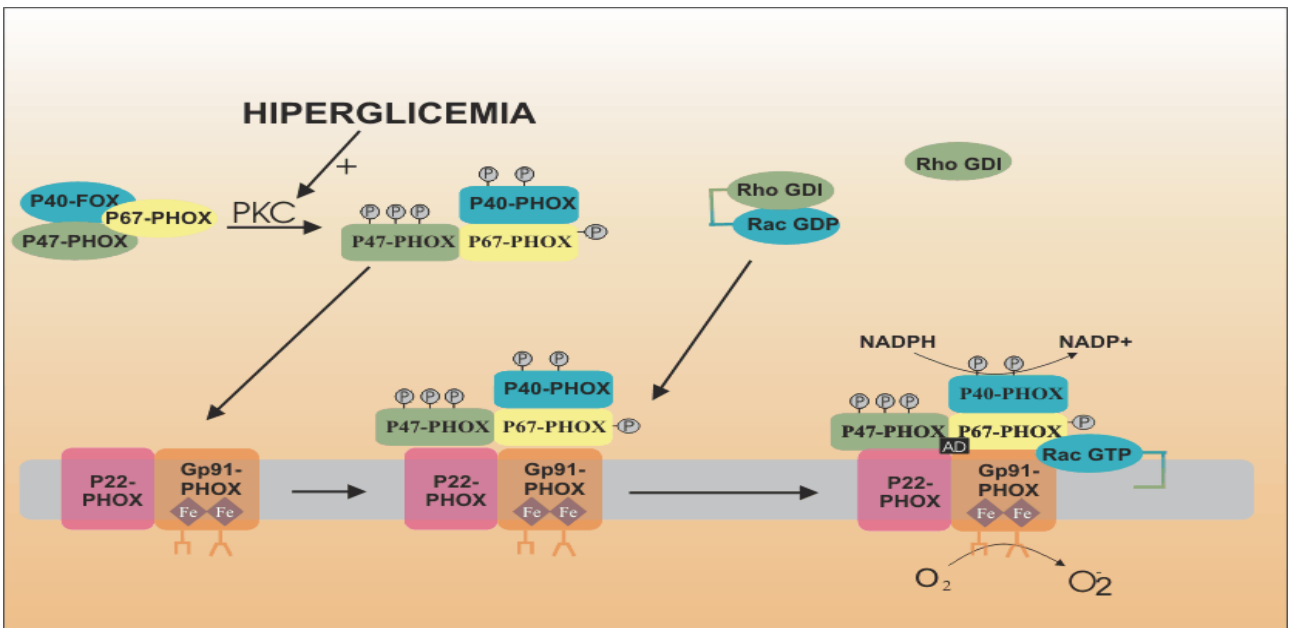 HIPERGLICEMIA
+
P40-FOX
P67-PHOX
P47-PHOX
PKC
P P P
P P
P40-PHOX
P47-PHOX
P67-PHOX
P
Rho GDI
Rac GDP
Rho GDI
P22-
PHOX
Gp91-
PHOX
Fe Fe
P P P
P P
P40-PHOX
P47-PHOX
P67-PHOX
P
P22-
PHOX
Gp91-
PHOX
Fe Fe
NADPH
NADP+
P P P
P P
P40-PHOX
P47-PHOX
P67-PHOX
P
AD
Rac GTP
P22-
PHOX
Gp91-
PHOX
Fe Fe
O2
O2-